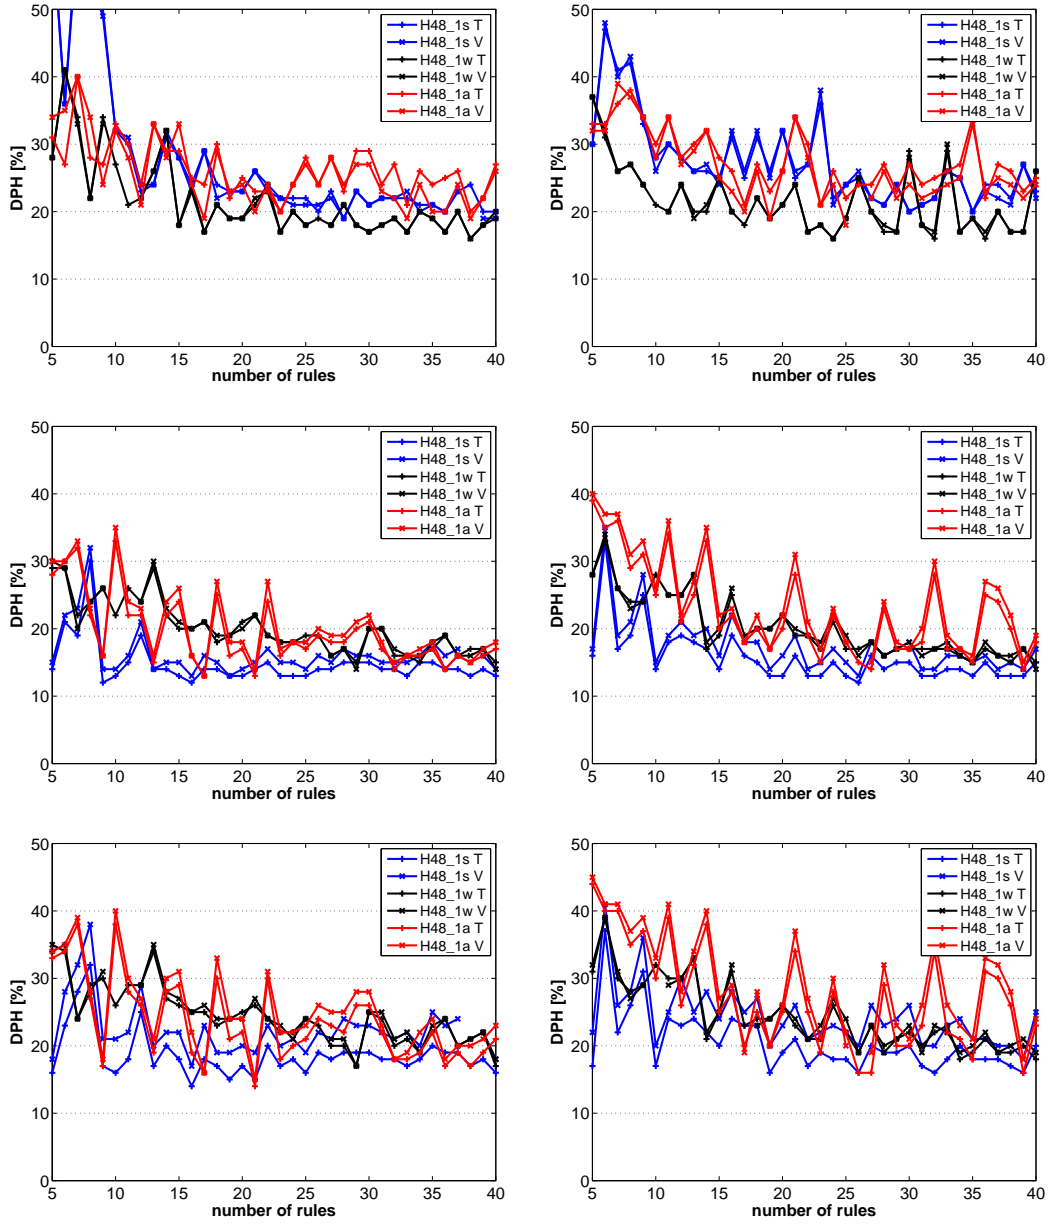 50
40
30
20
10
0
DPH [%]
5 10 15 20 25 30 35 40
number of rules
H48_1s T
H48_1s V
H48_1w T
H48_1w V
H48_1a T
H48_1a V
50
40
30
20
10
0
DPH [%]
5 10 15 20 25 30 35 40
number of rules
H48_1s T
H48_1s V
H48_1w T
H48_1w V
H48_1a T
H48_1a V
50
40
30
20
10
0
DPH [%]
5 10 15 20 25 30 35 40
number of rules
H48_1s T
H48_1s V
H48_1w T
H48_1w V
H48_1a T
H48_1a V
50
40
30
20
10
0
DPH [%]
5 10 15 20 25 30 35 40
number of rules
H48_1s T
H48_1s V
H48_1w T
H48_1w V
H48_1a T
H48_1a V
50
40
30
20
10
0
DPH [%]
5 10 15 20 25 30 35 40
number of rules
H48_1s T
H48_1s V
H48_1w T
H48_1w V
H48_1a T
H48_1a V
50
40
30
20
10
0
DPH [%]
5 10 15 20 25 30 35 40
number of rules
H48_1s T
H48_1s V
H48_1w T
H48_1w V
H48_1a T
H48_1a V